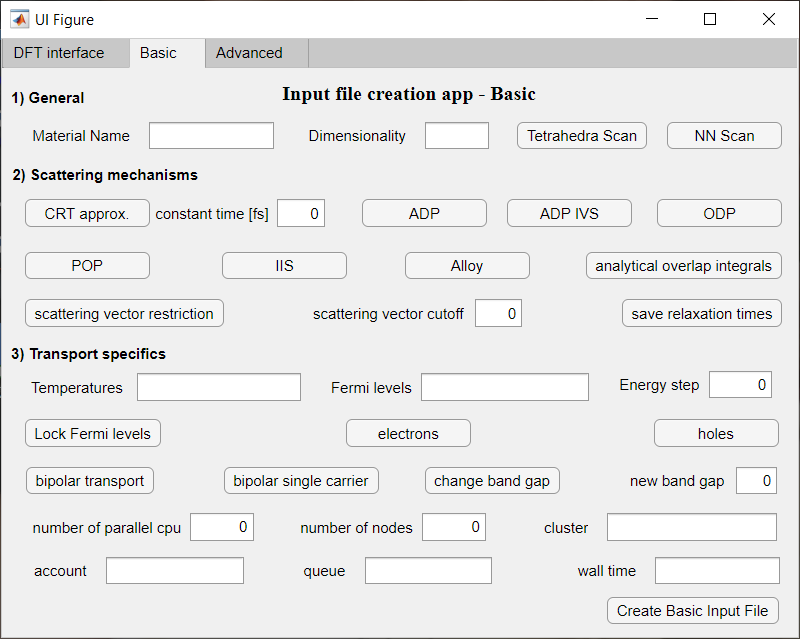 UI Figure
DFT interface Basic Advanced
Input file creation app - Basic
1) General
Material Name Dimensionality Tetrahedra Scan NN Scan
2) Scattering mechanisms
CRT approx. constant time [fs] 0 ADP ADP IVS ODP
POP IIS Alloy analytical overlap integrals
scattering vector restriction scattering vector cutoff 0 save relaxation times
3) Transport specifics
Temperatures Fermi levels Energy step 0
Lock Fermi levels electrons holes
bipolar transport bipolar single carrier change band gap new band gap 0
number of parallel cpu 0 number of nodes 0 cluster
account queue wall time
Create Basic Input File